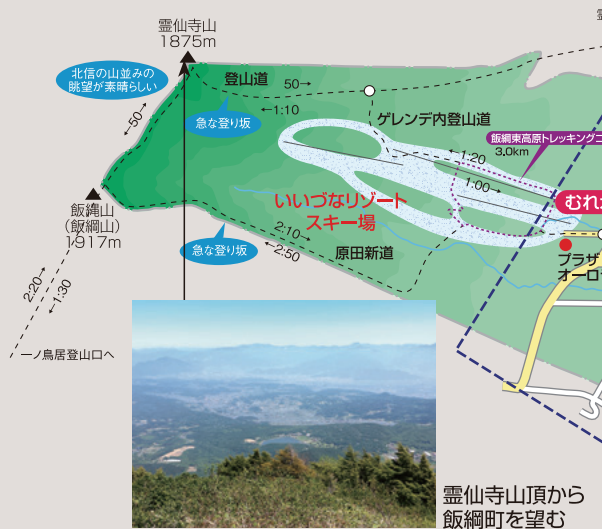 霊仙寺山
1875m
北信の山並みの
眺望が素晴らしい
登山道
50→
←1:10
急な登り坂
←50→
ゲレンデ内登山道
飯綱東高原トレッキングコ
3.0km
←1:20
1:00→
いいづなリゾート
スキー場
飯縄山
(飯綱山)
1917m
急な登り坂
2:10→
←2:50
原田新道
プラザ
オーロ
2:20→
←1:30
一ノ鳥居登山口へ
霊仙寺山頂から
飯綱町を望む